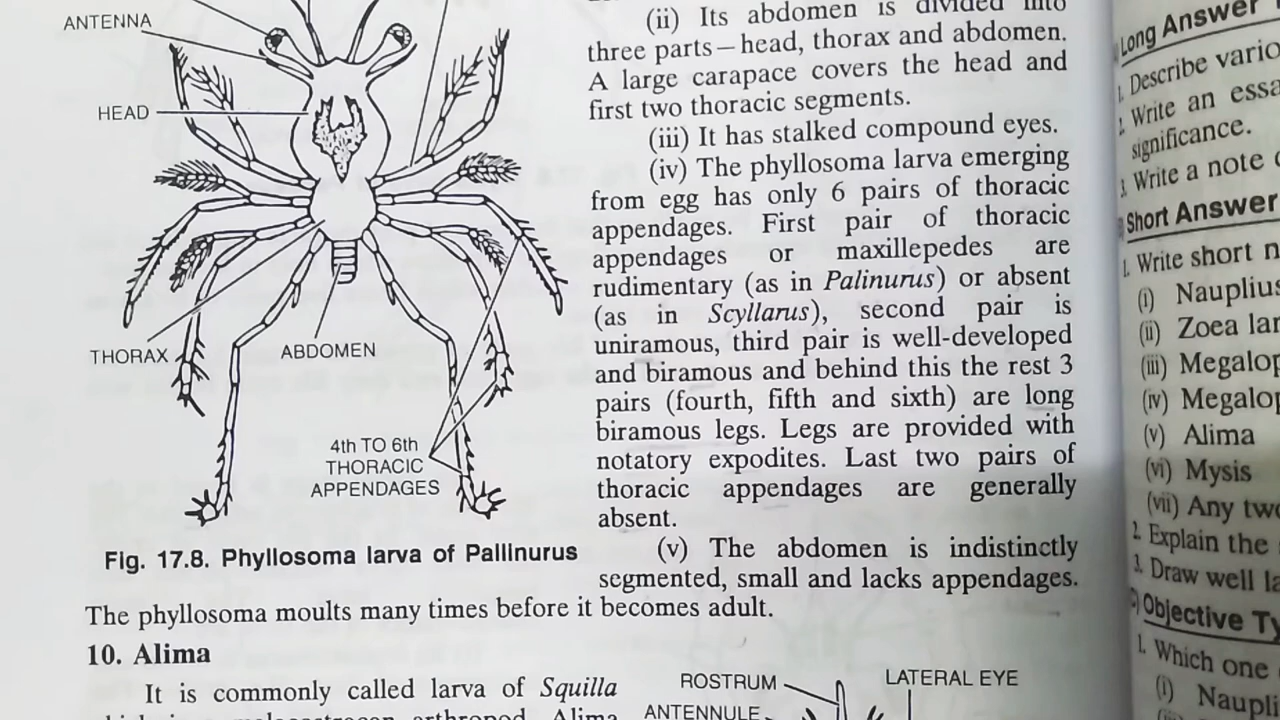 ANTENNA
HEAD
THORAX
ABDOMEN
4th TO 6th
THORACIC
APPENDAGES
Fig. 17.8. Phyllosoma larva of Pallinurus
(ii) Its abdomen is divided into
three parts—head, thorax and abdomen.
A large carapace covers the head and
first two thoracic segments.
(iii) It has stalked compound eyes.
(iv) The phyllosoma larva emerging
from egg has only 6 pairs of thoracic
appendages. First pair of thoracic
appendages or maxillepedes are
rudimentary (as in Palinurus) or absent
(as in Scyllarus), second pair is
uniramous, third pair is well-developed
and biramous and behind this the rest 3
pairs (fourth, fifth and sixth) are long
biramous legs. Legs are provided with
notatory expodites. Last two pairs of
thoracic appendages are generally
absent.
(v) The abdomen is indistinctly
segmented, small and lacks appendages.
The phyllosoma moults many times before it becomes adult.
10. Alima
It is commonly called larva of Squilla
arthropod. Alima
ROSTRUM
LATERAL EYE
ANTENNULE
Long Answer
1. Describe vario
2. Write an essa
significance.
3. Write a note
Short Answer
1. Write short n
(i) Nauplius
(ii) Zoea lar
(iii) Megalop
(iv) Megalop
(v) Alima
(vi) Mysis
(vii) Any two
2. Explain the
3. Draw well la
Objective Ty
1. Which one
(i) Naupli